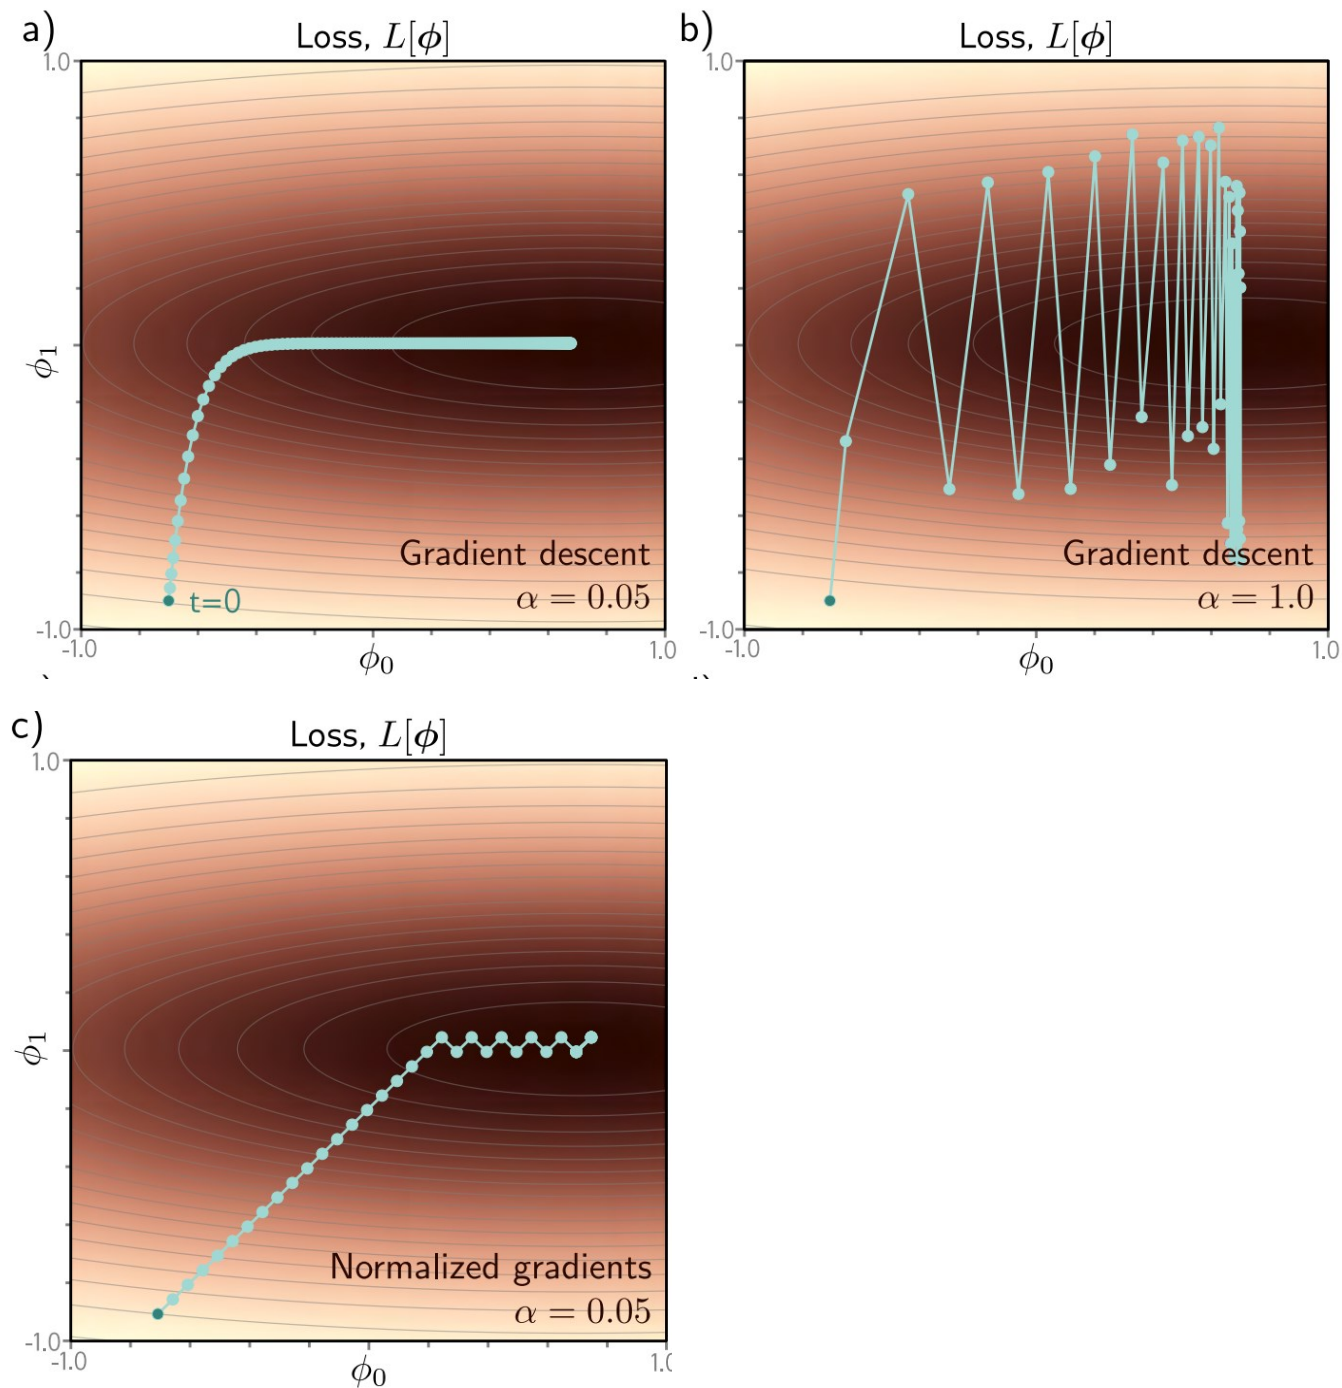 a)
Loss, L[ϕ]
1.0
ϕ₁
Gradient descent
t=0
α = 0.05
-1.0
-1.0
ϕ₀
1.0
b)
Loss, L[ϕ]
1.0
Gradient descent
α = 1.0
-1.0
-1.0
ϕ₀
1.0
c)
Loss, L[ϕ]
1.0
ϕ₁
Normalized gradients
α = 0.05
-1.0
-1.0
ϕ₀